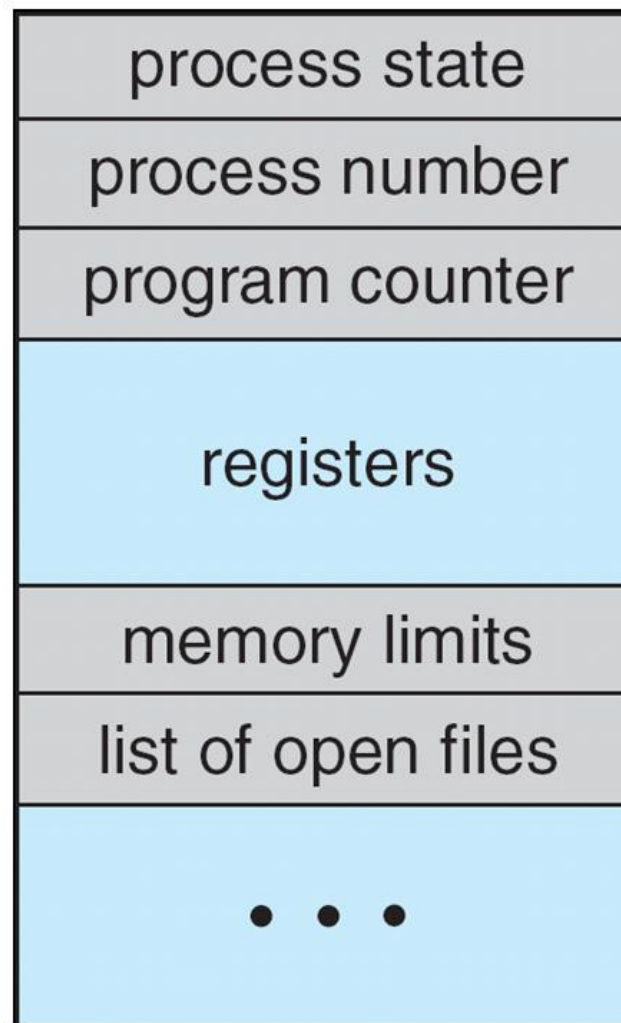 process state
process number
program counter
registers
memory limits
list of open files
• • •